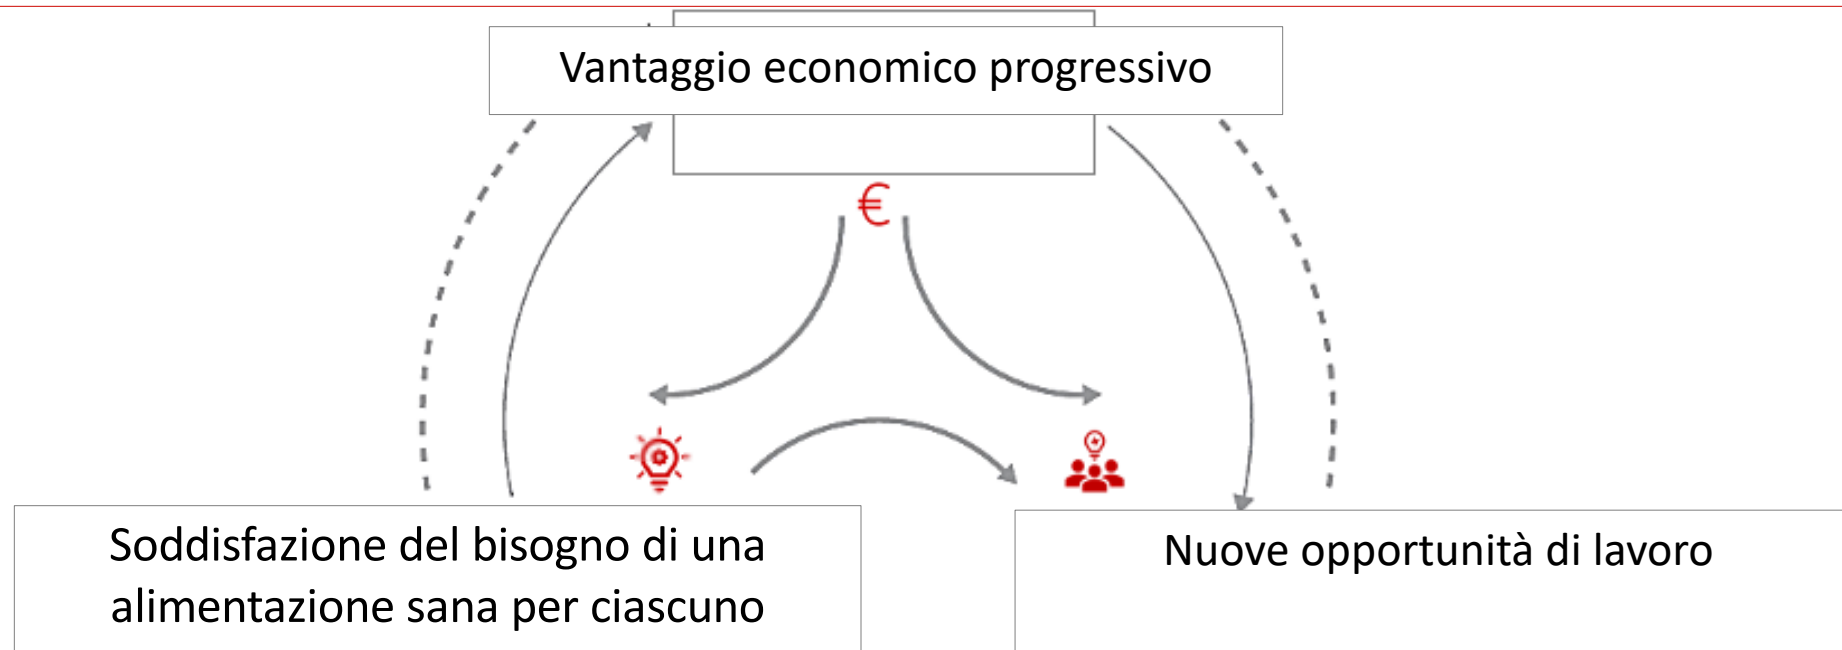 Vantaggio economico progressivo
€
Soddisfazione del bisogno di una
alimentazione sana per ciascuno
Nuove opportunità di lavoro